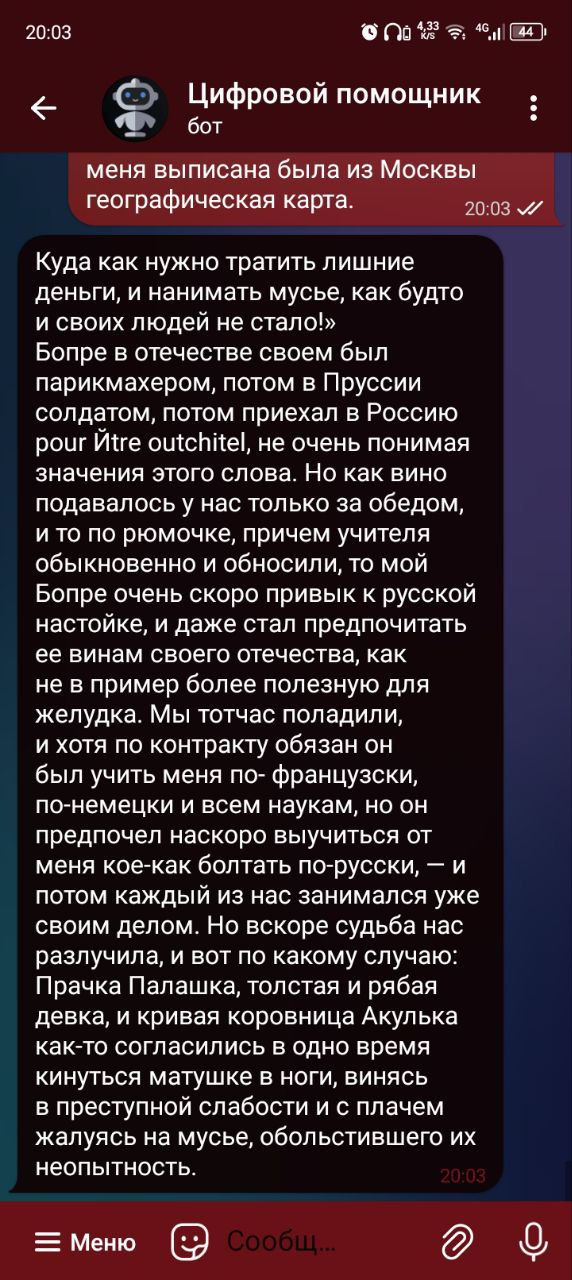 20:03
4,33 K/S 4G 44
Цифровой помощник
бот
меня выписана была из Москвы
географическая карта.
20:03
Куда как нужно тратить лишние
деньги, и нанимать мусье, как будто
и своих людей не стало!»
Бопре в отечестве своем был
парикмахером, потом в Пруссии
солдатом, потом приехал в Россию
pour Йtre outchitel, не очень понимая
значения этого слова. Но как вино
подавалось у нас только за обедом,
и то по рюмочке, причем учителя
обыкновенно и обносили, то мой
Бопре очень скоро привык к русской
настойке, и даже стал предпочитать
ее винам своего отечества, как
не в пример более полезную для
желудка. Мы тотчас поладили,
и хотя по контракту обязан он
был учить меня по- французски,
по-немецки и всем наукам, но он
предпочел наскоро выучиться от
меня кое-как болтать по-русски, — и
потом каждый из нас занимался уже
своим делом. Но вскоре судьба нас
разлучила, и вот по какому случаю:
Прачка Палашка, толстая и рябая
девка, и кривая коровница Акулька
как-то согласились в одно время
кинуться матушке в ноги, винясь
в преступной слабости и с плачем
жалуясь на мусье, обольстившего их
неопытность.
20:03
Меню Сообщ...